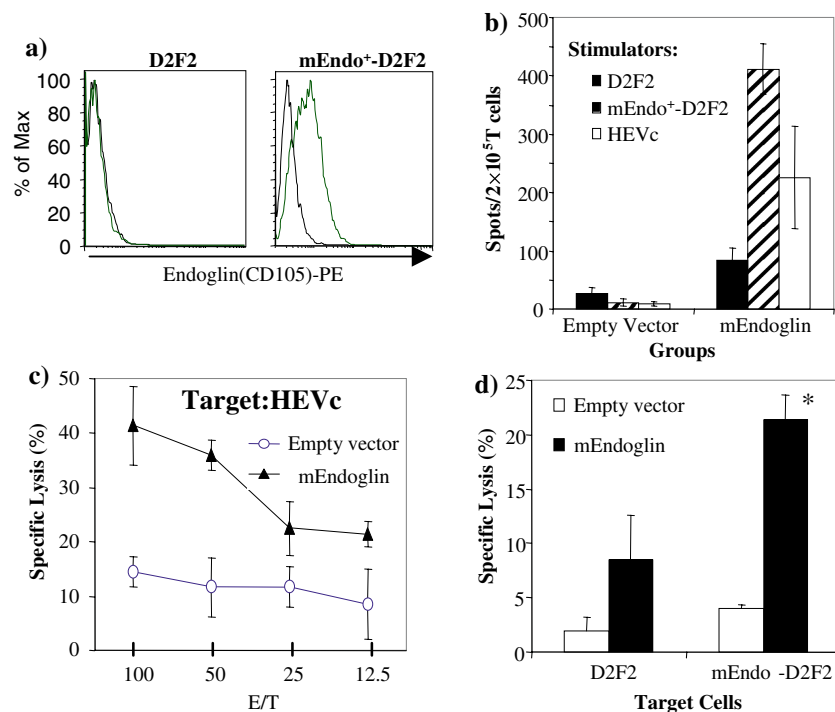 a)
D2F2
mEndo⁺-D2F2
% of Max
100
80
60
40
20
0
Endoglin(CD105)-PE
b)
Spots/2×10⁵T cells
500
400
300
200
100
0
Stimulators:
D2F2
mEndo⁺-D2F2
HEVc
Empty Vector
mEndoglin
Groups
c)
Target:HEVc
Specific Lysis (%)
50
40
30
20
10
0
Empty vector
mEndoglin
100
50
25
12.5
E/T
d)
Specific Lysis (%)
25
20
15
10
5
0
Empty vector
mEndoglin
*
D2F2
mEndo -D2F2
Target Cells